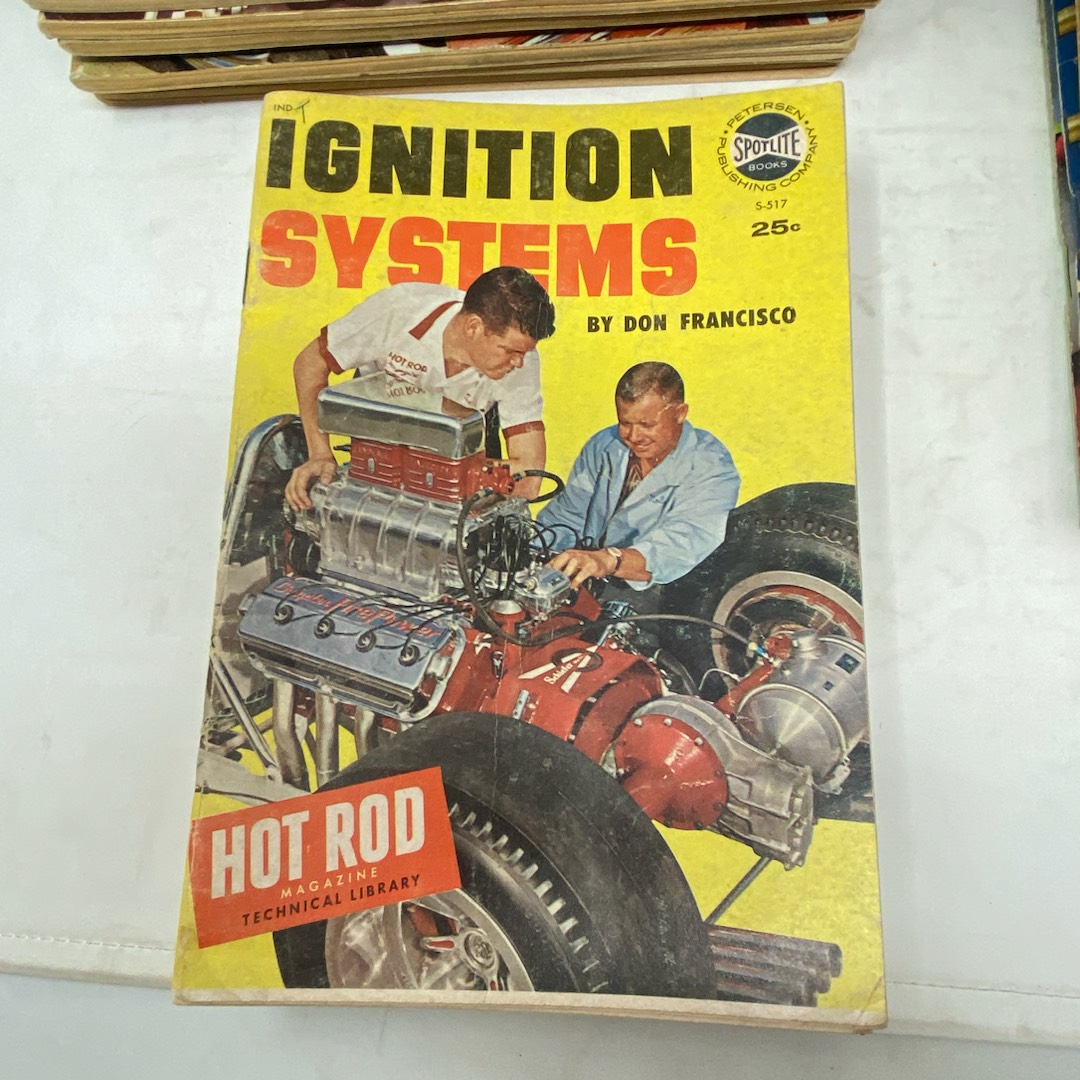 IND
IGNITION
SYSTEMS
PETERSEN
SPOTLITE
BOOKS
PUBLISHING COMPANY
S-517
25c
BY DON FRANCISCO
HOT ROD
Schiefer
HOT ROD
MAGAZINE
TECHNICAL LIBRARY